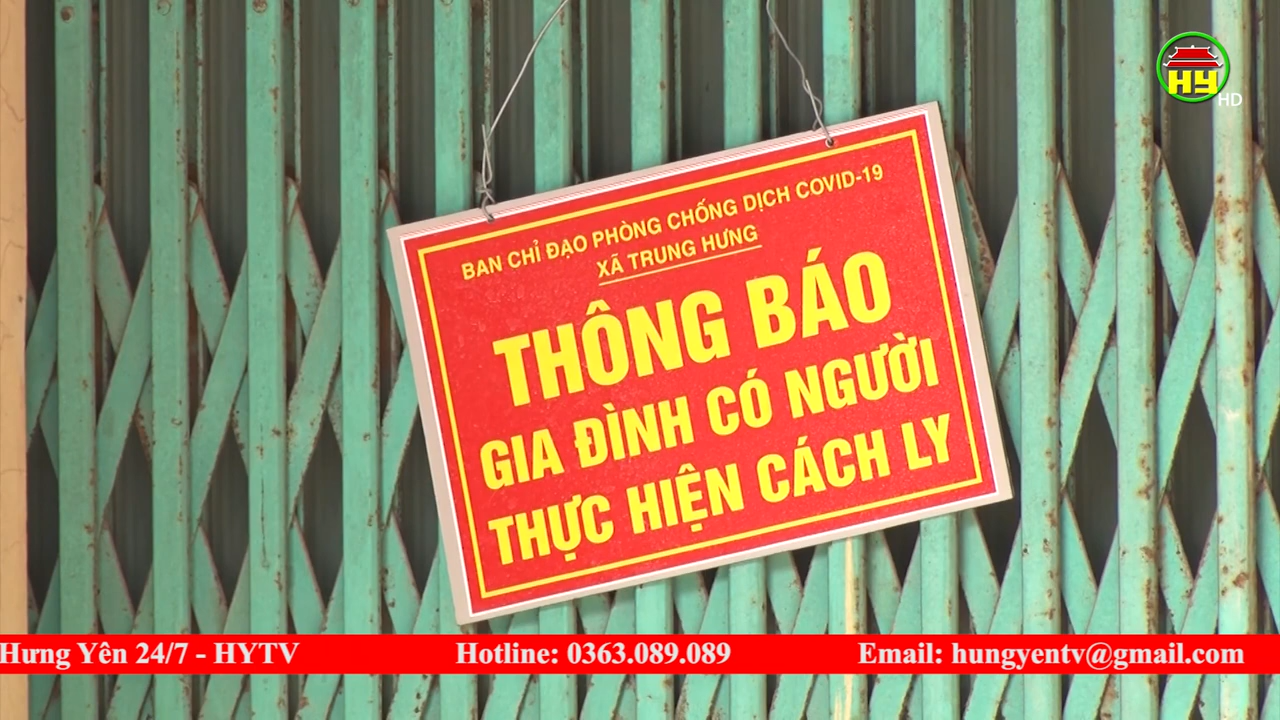 HY
HD
BAN CHỈ ĐẠO PHÒNG CHỐNG DỊCH COVID-19
XÃ TRUNG HƯNG
THÔNG BÁO
GIA ĐÌNH CÓ NGƯỜI
THỰC HIỆN CÁCH LY
Hưng Yên 24/7 - HYTV Hotline: 0363.089.089 Email: hungyentv@gmail.com